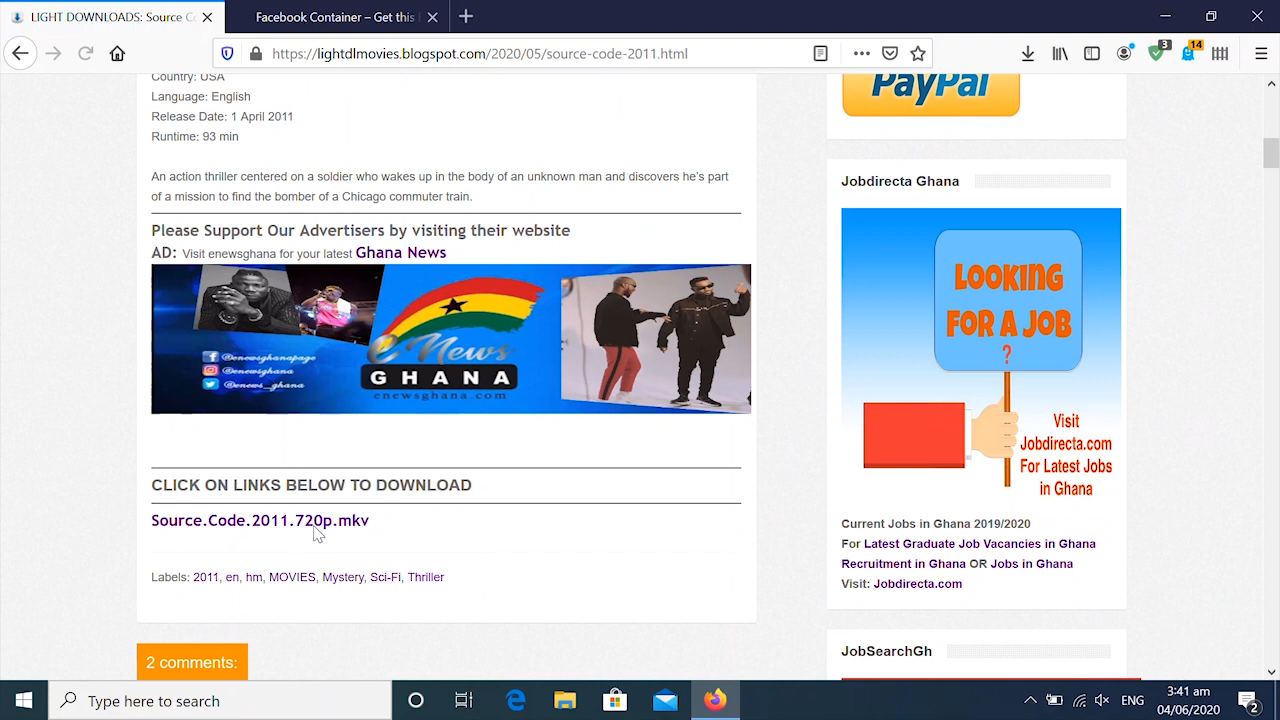 LIGHT DOWNLOADS: Source C
Facebook Container – Get this
https://lightdlmovies.blogspot.com/2020/05/source-code-2011.html
3
14
Country: USA
Language: English
Release Date: 1 April 2011
Runtime: 93 min
An action thriller centered on a soldier who wakes up in the body of an unknown man and discovers he's part
of a mission to find the bomber of a Chicago commuter train.
Please Support Our Advertisers by visiting their website
AD: Visit enewsghana for your latest Ghana News
@enewsghanapage
@enewsghana
@enews_ghana
e News
GHANA
enewsghana.com
CLICK ON LINKS BELOW TO DOWNLOAD
Source.Code.2011.720p.mkv
Labels: 2011, en, hm, MOVIES, Mystery, Sci-Fi, Thriller
2 comments:
PayPal
Jobdirecta Ghana
LOOKING
FOR A JOB
?
Visit
Jobdirecta.com
For Latest Jobs
in Ghana
Current Jobs in Ghana 2019/2020
For Latest Graduate Job Vacancies in Ghana
Recruitment in Ghana OR Jobs in Ghana
Visit: Jobdirecta.com
JobSearchGh
Type here to search
ENG
3:41 am
04/06/2020
2